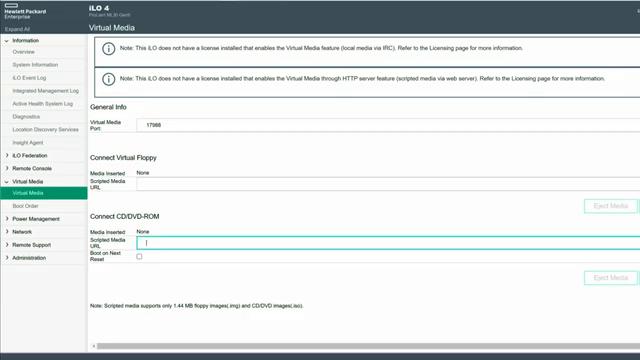 Hewlett Packard
Enterprise
iLO 4
ProLiant ML30 Gen9
Expand All
Virtual Media
Information
Overview
System Information
iLO Event Log
Integrated Management Log
Active Health System Log
Diagnostics
Location Discovery Services
Insight Agent
iLO Federation
Remote Console
Virtual Media
Virtual Media
Boot Order
Power Management
Network
Remote Support
Administration
Note: This iLO does not have a license installed that enables the Virtual Media feature (local media via IRC). Refer to the Licensing page for more information.
Note: This iLO does not have a license installed that enables the Virtual Media through HTTP server feature (scripted media via web server). Refer to the Licensing page for more information.
General Info
Virtual Media Port: 17988
Connect Virtual Floppy
Media Inserted None
Scripted Media URL
Eject Media
Connect CD/DVD-ROM
Media Inserted None
Scripted Media URL
Boot on Next Reset
Eject Media
Note: Scripted media supports only 1.44 MB floppy images(.img) and CD/DVD images(.iso).